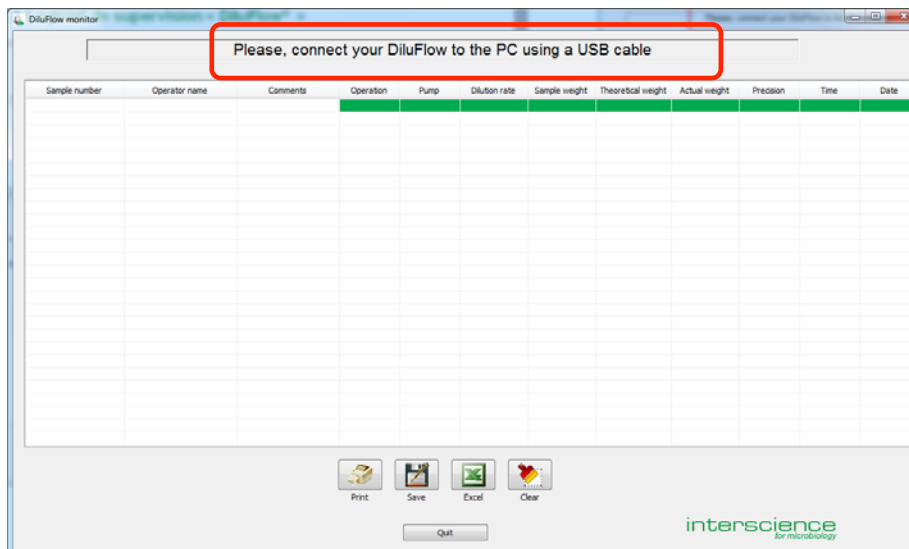 DiluFlow monitor
Please, connect your DiluFlow to the PC using a USB cable
Sample number Operator name Comments Operation Pump Dilution rate Sample weight Theoretical weight Actual weight Precision Time Date
Print Save Excel Clear
Quit
interscience
for microbiology